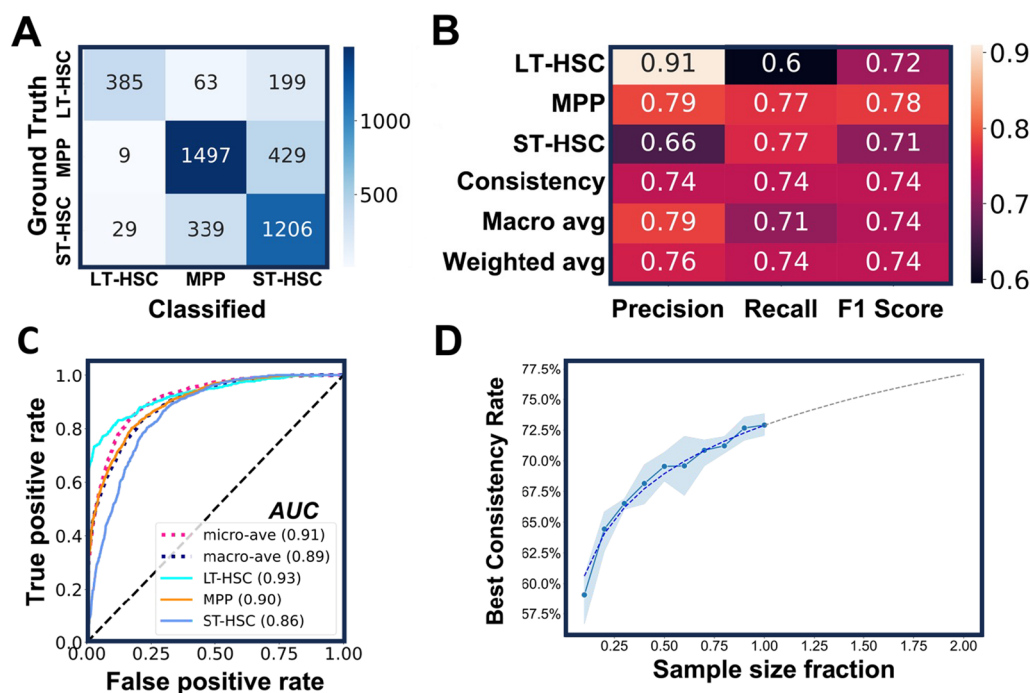 A
Ground Truth
LT-HSC
MPP
ST-HSC
385 63 199
9 1497 429
29 339 1206
LT-HSC MPP ST-HSC
Classified
1000
500
B
LT-HSC 0.91 0.6 0.72
MPP 0.79 0.77 0.78
ST-HSC 0.66 0.77 0.71
Consistency 0.74 0.74 0.74
Macro avg 0.79 0.71 0.74
Weighted avg 0.76 0.74 0.74
Precision Recall F1 Score
0.9
0.8
0.7
0.6
C
True positive rate
1.0
0.8
0.6
0.4
0.2
0.0
AUC
micro-ave (0.91)
macro-ave (0.89)
LT-HSC (0.93)
MPP (0.90)
ST-HSC (0.86)
0.00 0.25 0.50 0.75 1.00
False positive rate
D
Best Consistency Rate
77.5%
75.0%
72.5%
70.0%
67.5%
65.0%
62.5%
60.0%
57.5%
0.25 0.50 0.75 1.00 1.25 1.50 1.75 2.00
Sample size fraction